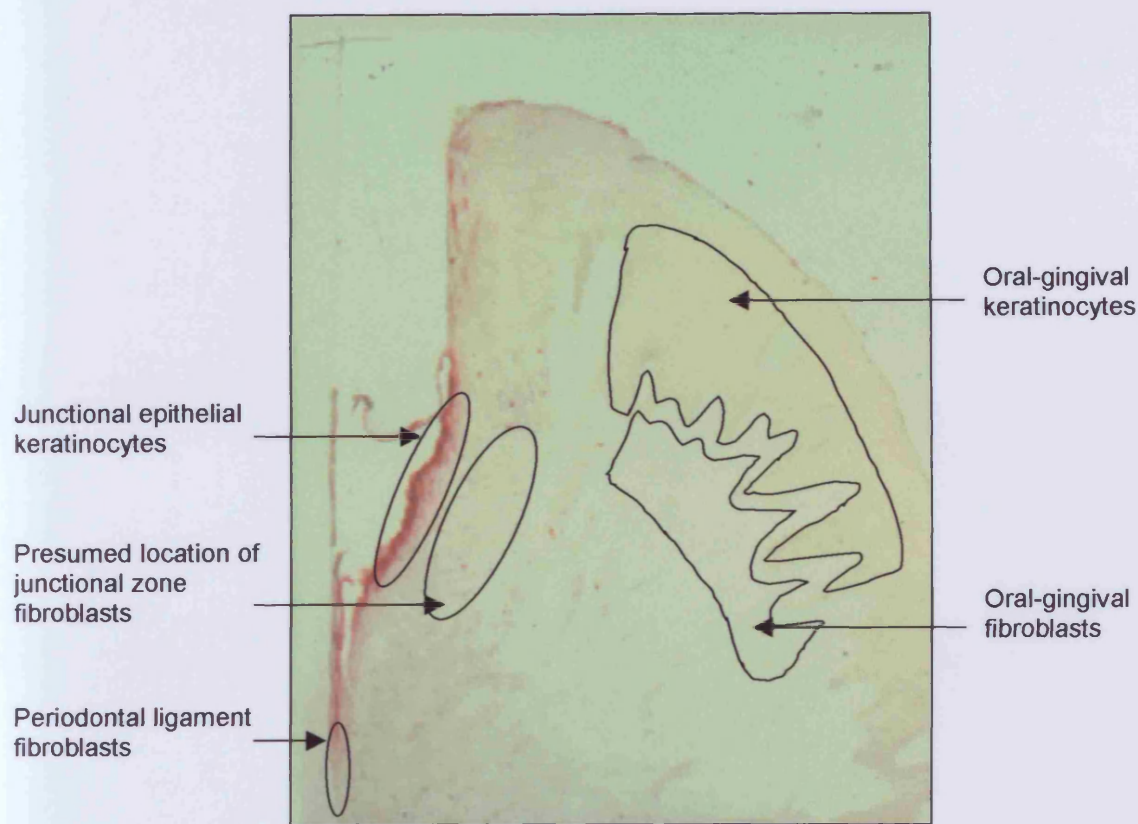 Oral-gingival
keratinocytes
Junctional epithelial
keratinocytes
Presumed location of
junctional zone
fibroblasts
Oral-gingival
fibroblasts
Periodontal ligament
fibroblasts